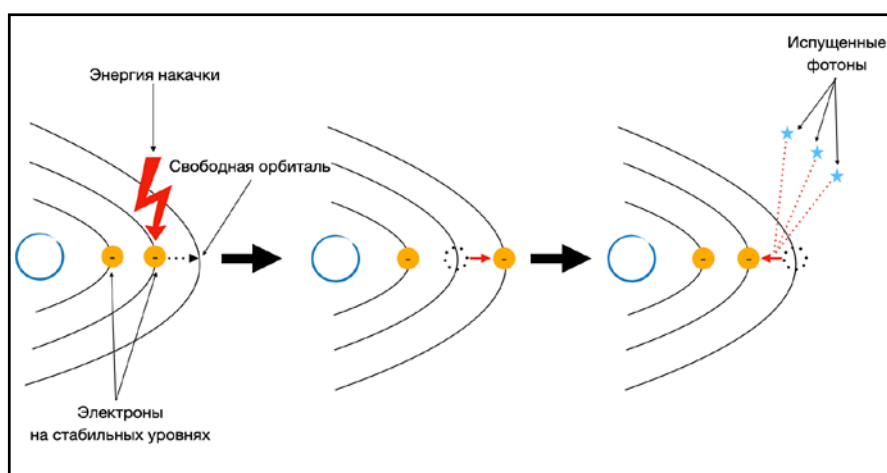 Энергия накачки
Свободная орбиталь
Электроны
на стабильных уровнях
Испущенные
фотоны
-
-
-
-
-
-